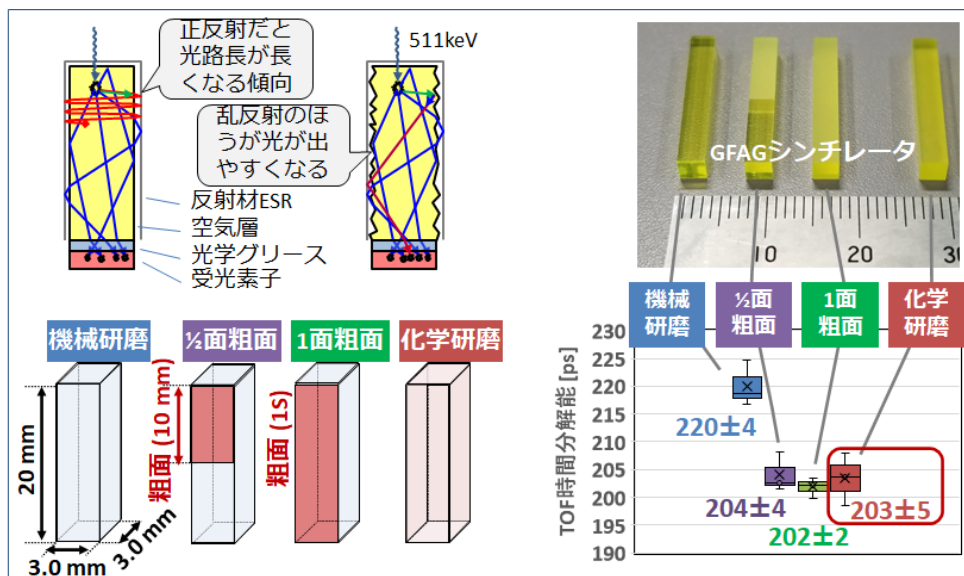 正反射だと
光路長が長
くなる傾向
511keV
乱反射のほ
うが光が出
やすくなる
反射材ESR
空気層
光学グリース
受光素子
機械研磨
½面粗面
1面粗面
化学研磨
20 mm
3.0 mm
3.0 mm
粗面 (10 mm)
粗面 (1S)
GFAGシンチレータ
10
20
30
機械
研磨
½面
粗面
1面
粗面
化学
研磨
TOF時間分解能 [ps]
230
225
220
215
210
205
200
195
190
220±4
204±4
202±2
203±5